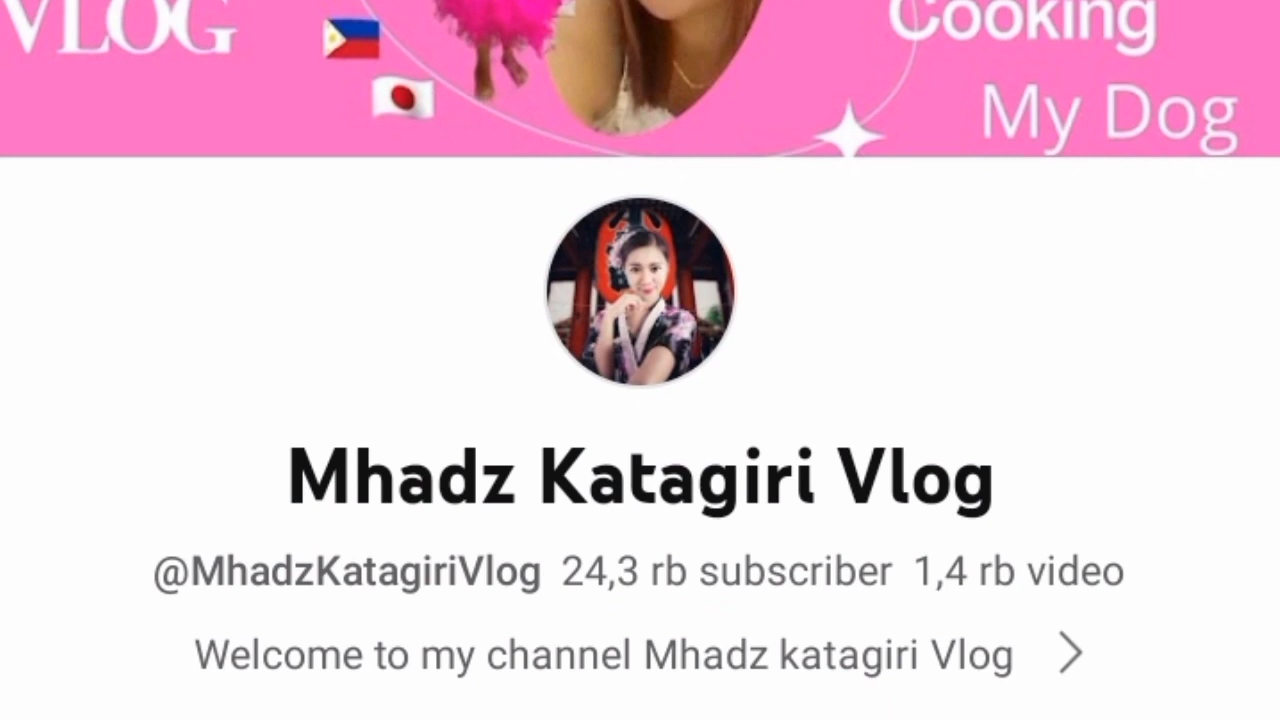 VLOG
Cooking
My Dog
Mhadz Katagiri Vlog
@MhadzKatagiriVlog 24,3 rb subscriber 1,4 rb video
Welcome to my channel Mhadz katagiri Vlog